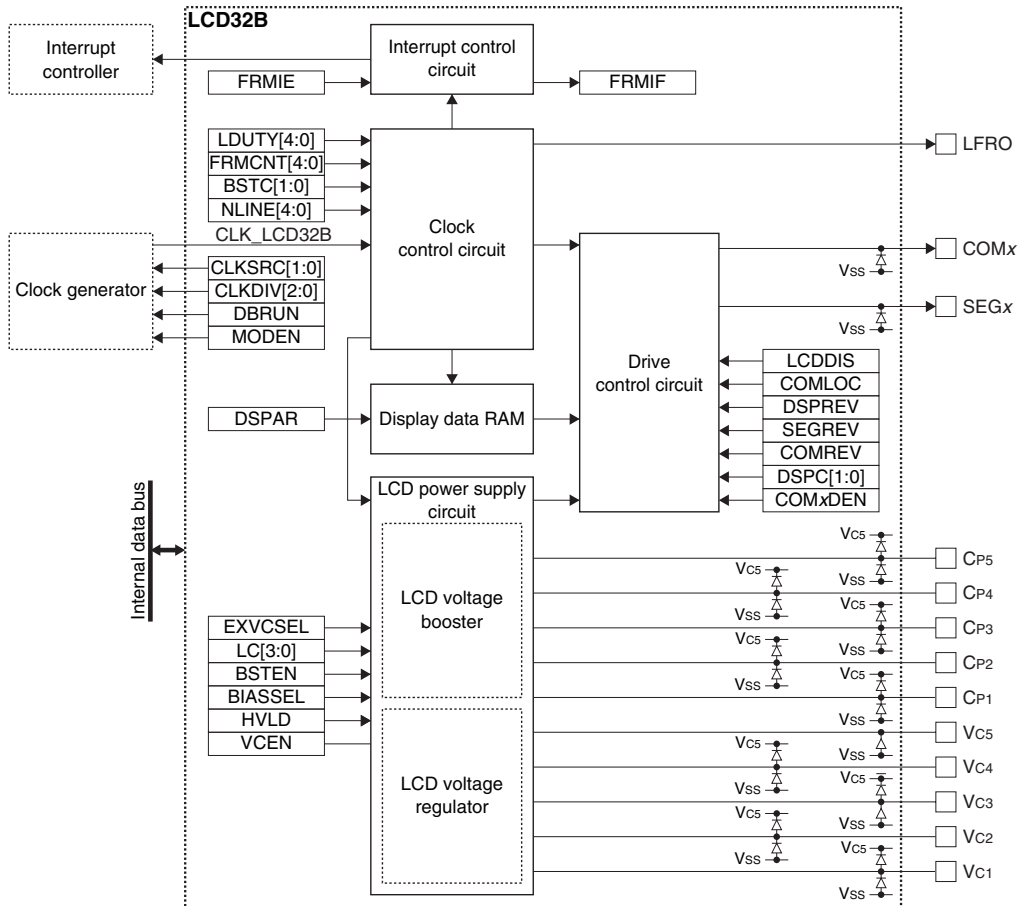 LCD32B
Interrupt
controller
Interrupt control
circuit
FRMIE
FRMIF
LDUTY[4:0]
FRMCNT[4:0]
BSTC[1:0]
NLINE[4:0]
CLK_LCD32B
Clock
control circuit
LFRO
Clock generator
CLKSRC[1:0]
CLKDIV[2:0]
DBRUN
MODEN
COMx
VSS
SEGx
VSS
Drive
control circuit
LCDDIS
COMLOC
DSPREV
SEGREV
COMREV
DSPC[1:0]
COMxDEN
DSPAR
Display data RAM
Internal data bus
LCD power supply
circuit
LCD voltage
booster
EXVCSEL
LC[3:0]
BSTEN
BIASSEL
HVLD
VCEN
LCD voltage
regulator
VC5
CP5
VC5
VSS
CP4
VSS
VC5
CP3
VC5
VSS
CP2
VSS
VC5
CP1
VSS
VC5
VC5
VSS
VC4
VSS
VC5
VC3
VC5
VSS
VC2
VSS
VC5
VC1
VSS